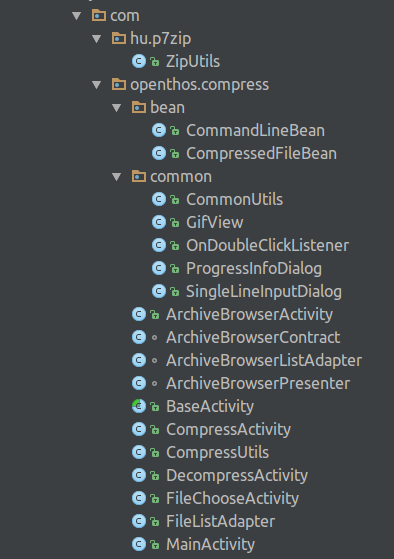 com
hu.p7zip
ZipUtils
openthos.compress
bean
CommandLineBean
CompressedFileBean
common
CommonUtils
GifView
OnDoubleClickListener
ProgressInfoDialog
SingleLineInputDialog
ArchiveBrowserActivity
ArchiveBrowserContract
ArchiveBrowserListAdapter
ArchiveBrowserPresenter
BaseActivity
CompressActivity
CompressUtils
DecompressActivity
FileChooseActivity
FileListAdapter
MainActivity